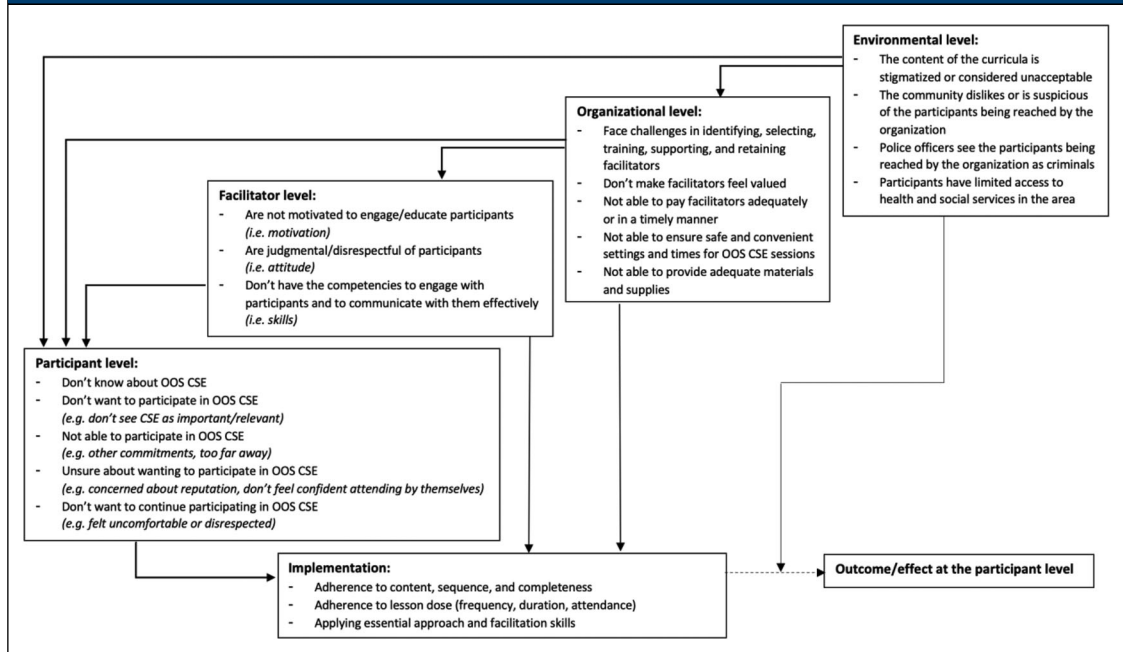 Environmental level:
- The content of the curricula is
stigmatized or considered unacceptable
- The community dislikes or is suspicious
of the participants being reached by the
organization
- Police officers see the participants being
reached by the organization as criminals
- Participants have limited access to
health and social services in the area
Organizational level:
- Face challenges in identifying, selecting,
training, supporting, and retaining
facilitators
- Don't make facilitators feel valued
- Not able to pay facilitators adequately
or in a timely manner
- Not able to ensure safe and convenient
settings and times for OOS CSE sessions
- Not able to provide adequate materials
and supplies
Facilitator level:
- Are not motivated to engage/educate participants
(i.e. motivation)
- Are judgmental/disrespectful of participants
(i.e. attitude)
- Don't have the competencies to engage with
participants and to communicate with them effectively
(i.e. skills)
Participant level:
- Don't know about OOS CSE
- Don't want to participate in OOS CSE
(e.g. don't see CSE as important/relevant)
- Not able to participate in OOS CSE
(e.g. other commitments, too far away)
- Unsure about wanting to participate in OOS CSE
(e.g. concerned about reputation, don't feel confident attending by themselves)
- Don't want to continue participating in OOS CSE
(e.g. felt uncomfortable or disrespected)
Implementation:
- Adherence to content, sequence, and completeness
- Adherence to lesson dose (frequency, duration, attendance)
- Applying essential approach and facilitation skills
Outcome/effect at the participant level